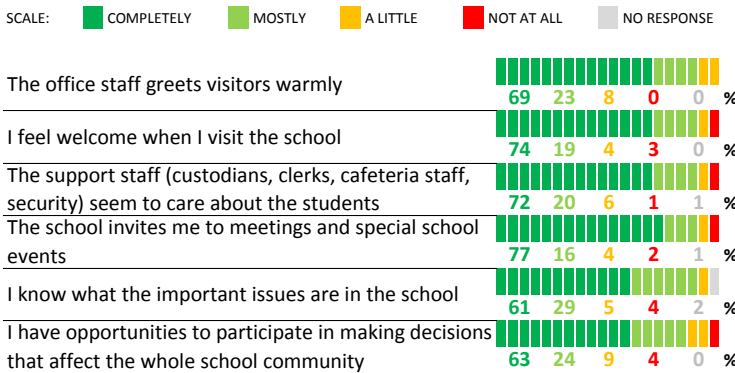 SCALE: COMPLETELY MOSTLY A LITTLE NOT AT ALL NO RESPONSE
The office staff greets visitors warmly
69 23 8 0 0 %
I feel welcome when I visit the school
74 19 4 3 0 %
The support staff (custodians, clerks, cafeteria staff,
security) seem to care about the students
72 20 6 1 1 %
The school invites me to meetings and special school
events
77 16 4 2 1 %
I know what the important issues are in the school
61 29 5 4 2 %
I have opportunities to participate in making decisions
that affect the whole school community
63 24 9 4 0 %